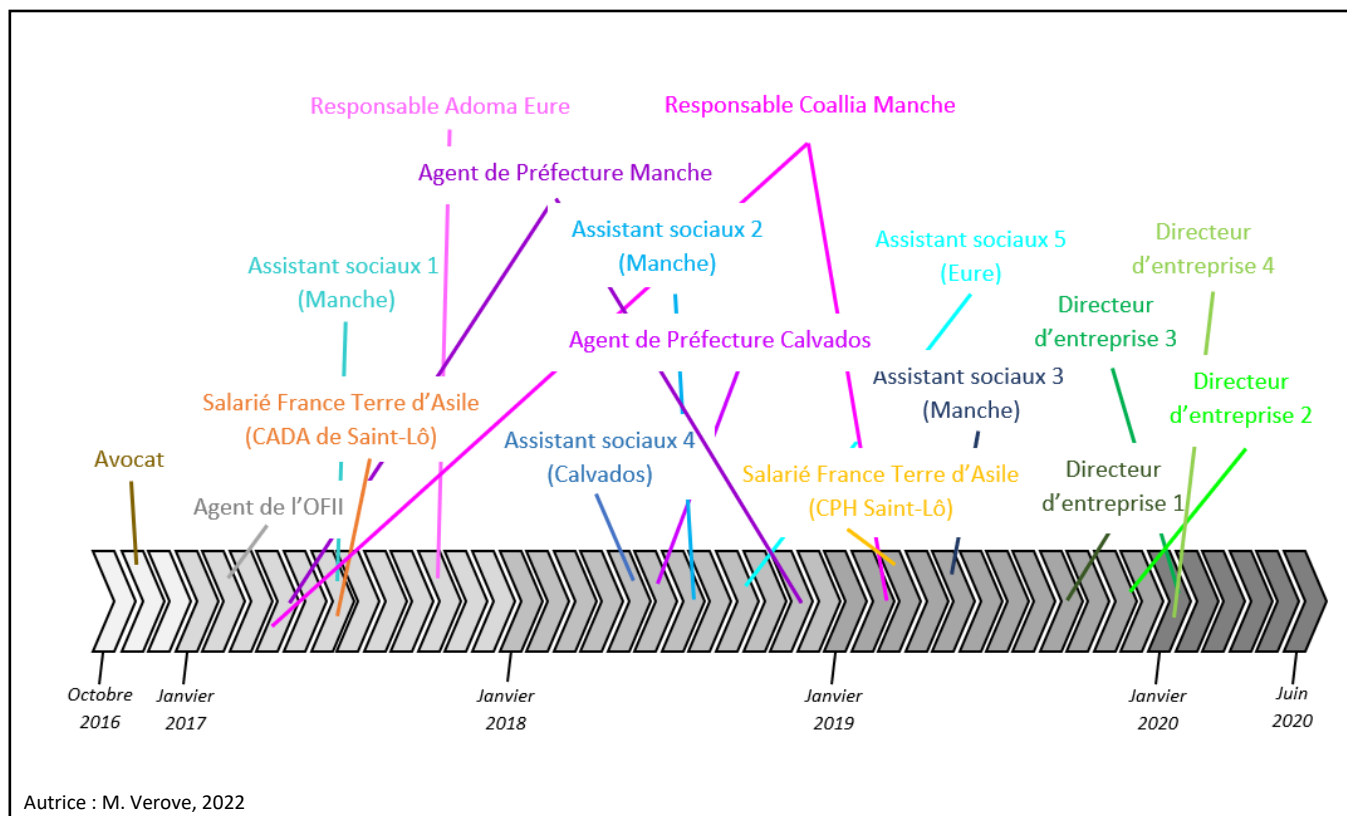 Responsable Adoma Eure
Responsable Coallia Manche
Agent de Préfecture Manche
Assistant sociaux 2
(Manche)
Assistant sociaux 5
(Eure)
Directeur
d’entreprise 4
Assistant sociaux 1
(Manche)
Directeur
d’entreprise 3
Agent de Préfecture Calvados
Assistant sociaux 3
(Manche)
Directeur
d’entreprise 2
Salarié France Terre d’Asile
(CADA de Saint-Lô)
Assistant sociaux 4
(Calvados)
Avocat
Salarié France Terre d’Asile
(CPH Saint-Lô)
Directeur
d’entreprise 1
Agent de l’OFII
Octobre
2016
Janvier
2017
Janvier
2018
Janvier
2019
Janvier
2020
Juin
2020
Autrice : M. Verove, 2022